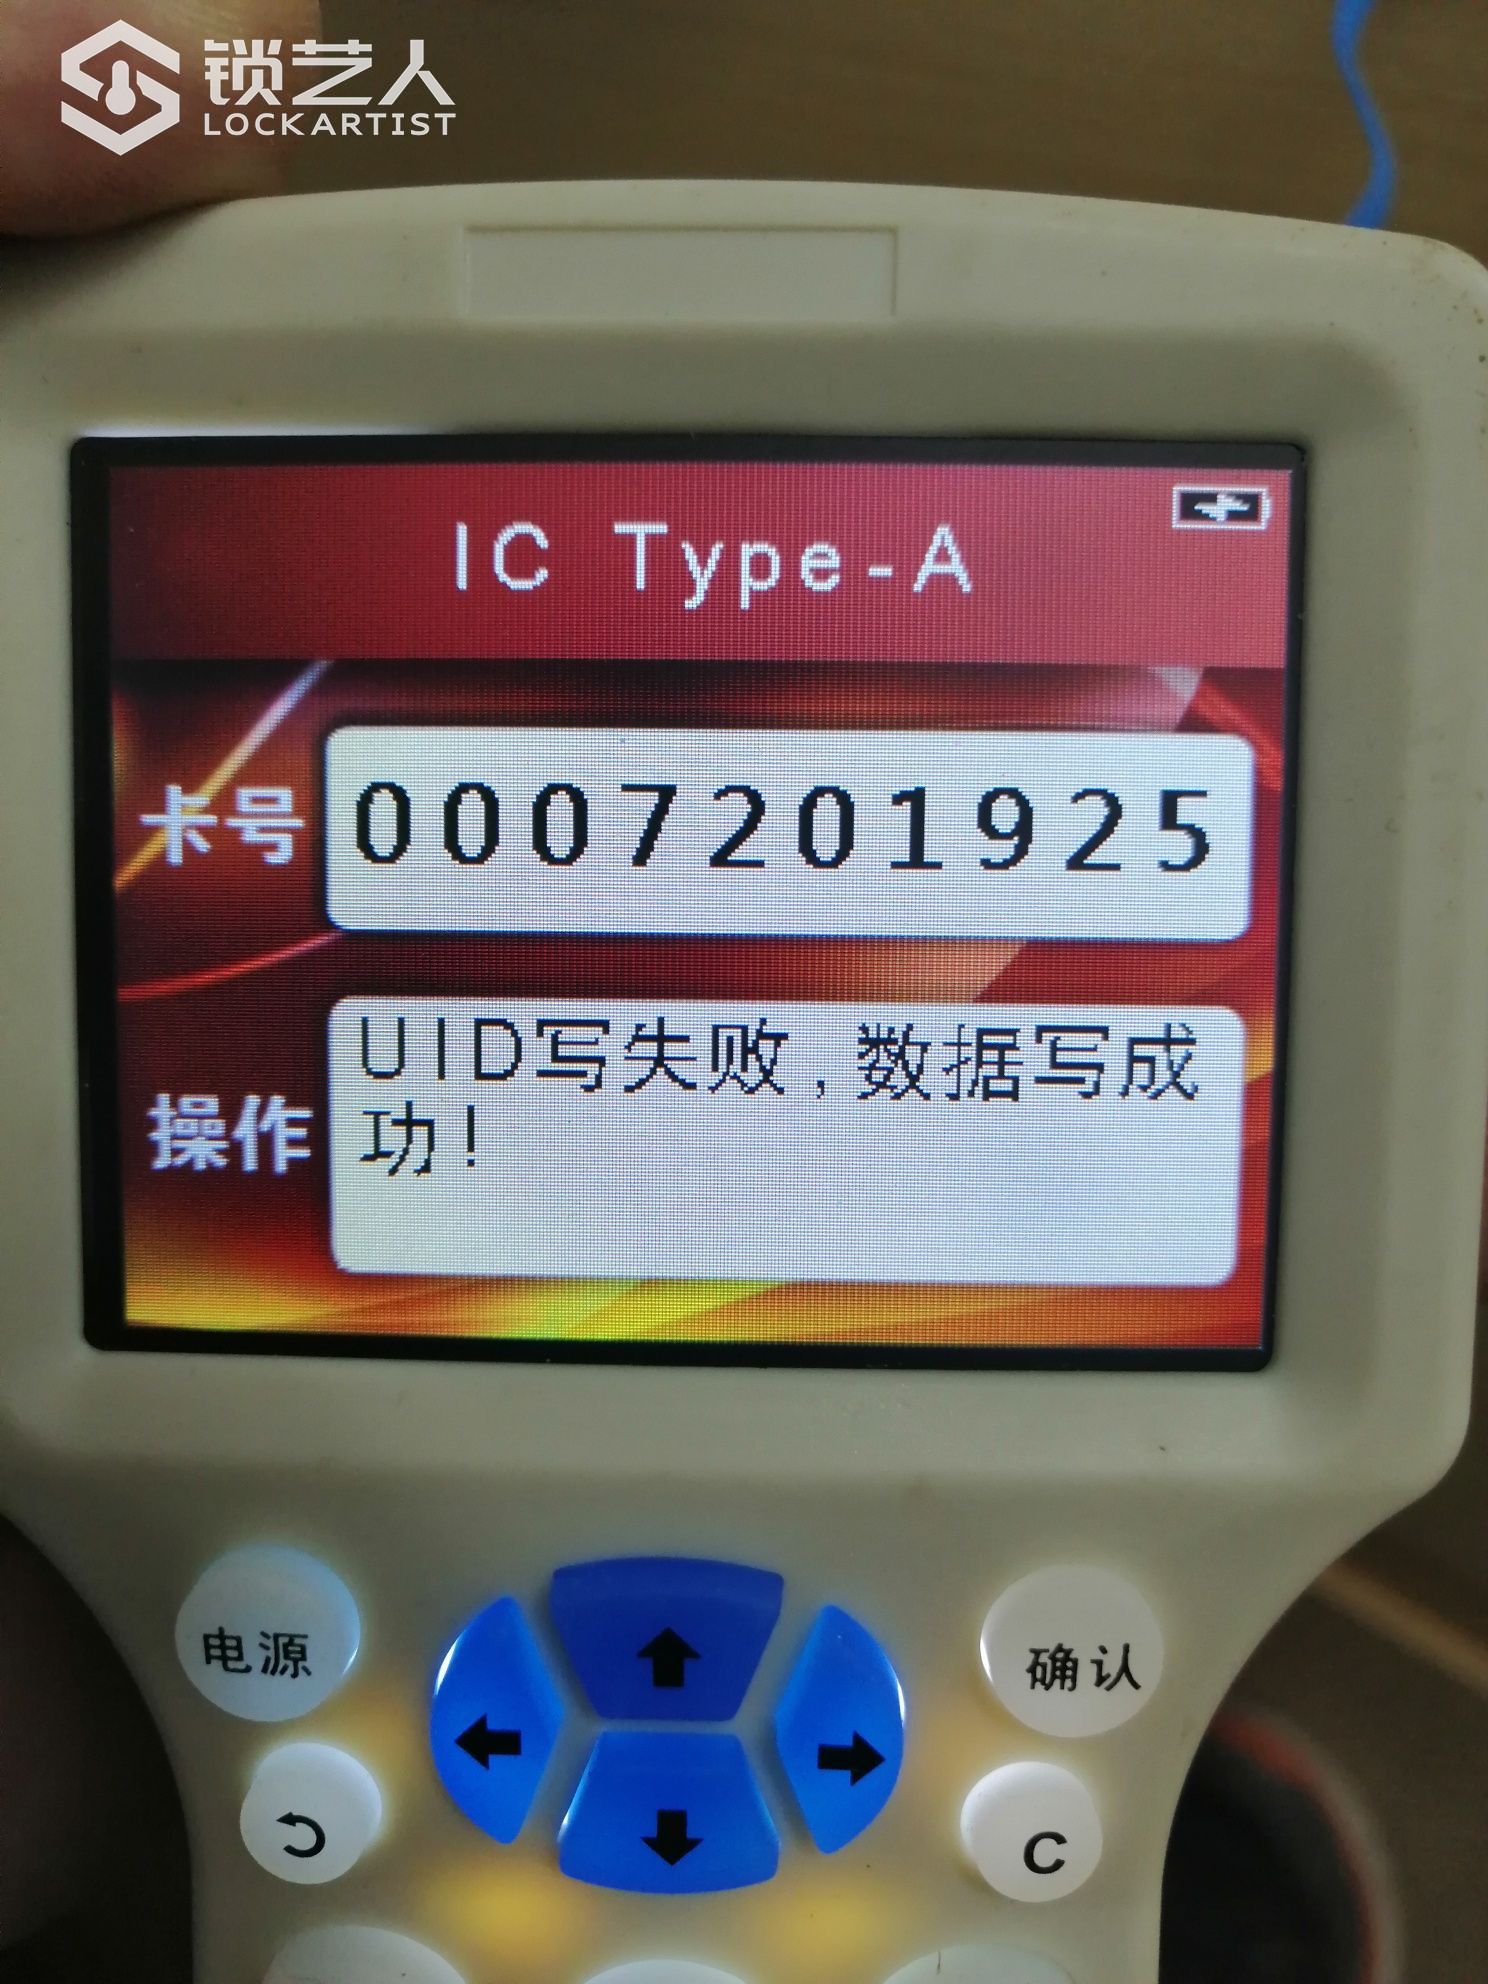 锁艺人
LOCKARTIST
IC Type-A
卡号
0007201925
操作
UID写失败,数据写成
功!
电源
确认
C